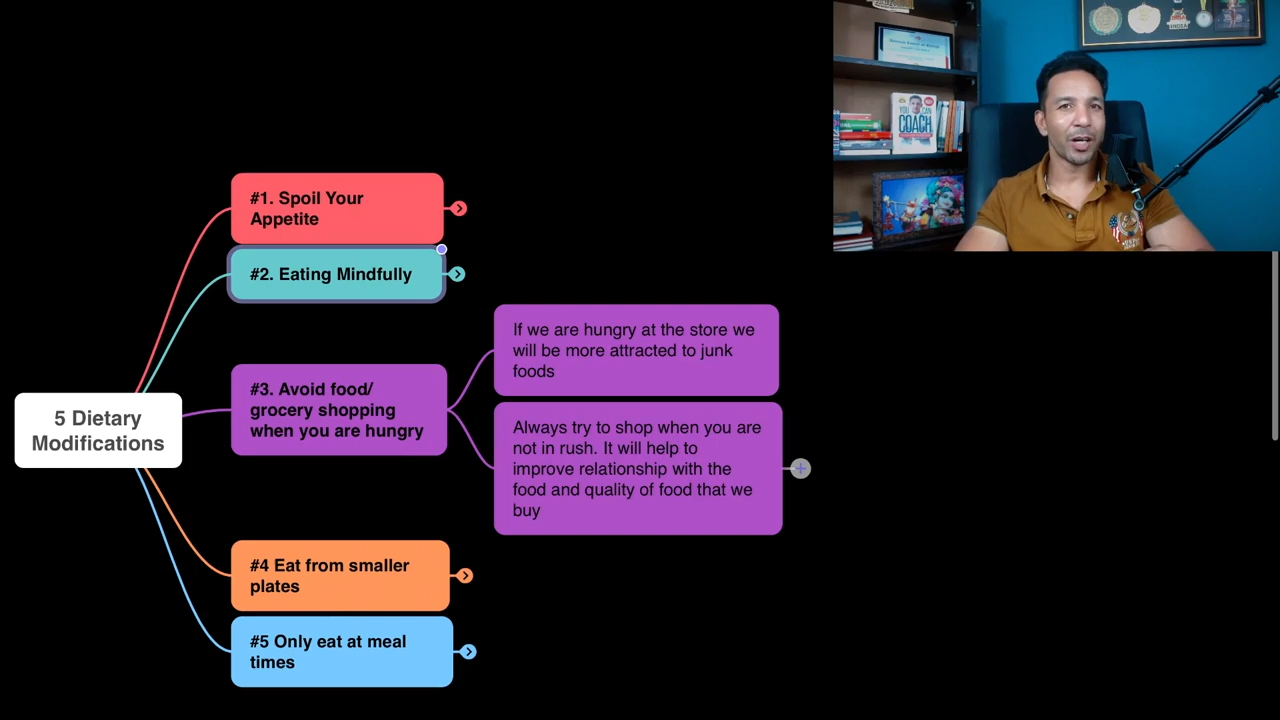 YOU CAN
COACH
#1. Spoil Your
Appetite
#2. Eating Mindfully
5 Dietary
Modifications
#3. Avoid food/
grocery shopping
when you are hungry
If we are hungry at the store we
will be more attracted to junk
foods
Always try to shop when you are
not in rush. It will help to
improve relationship with the
food and quality of food that we
buy
#4 Eat from smaller
plates
#5 Only eat at meal
times